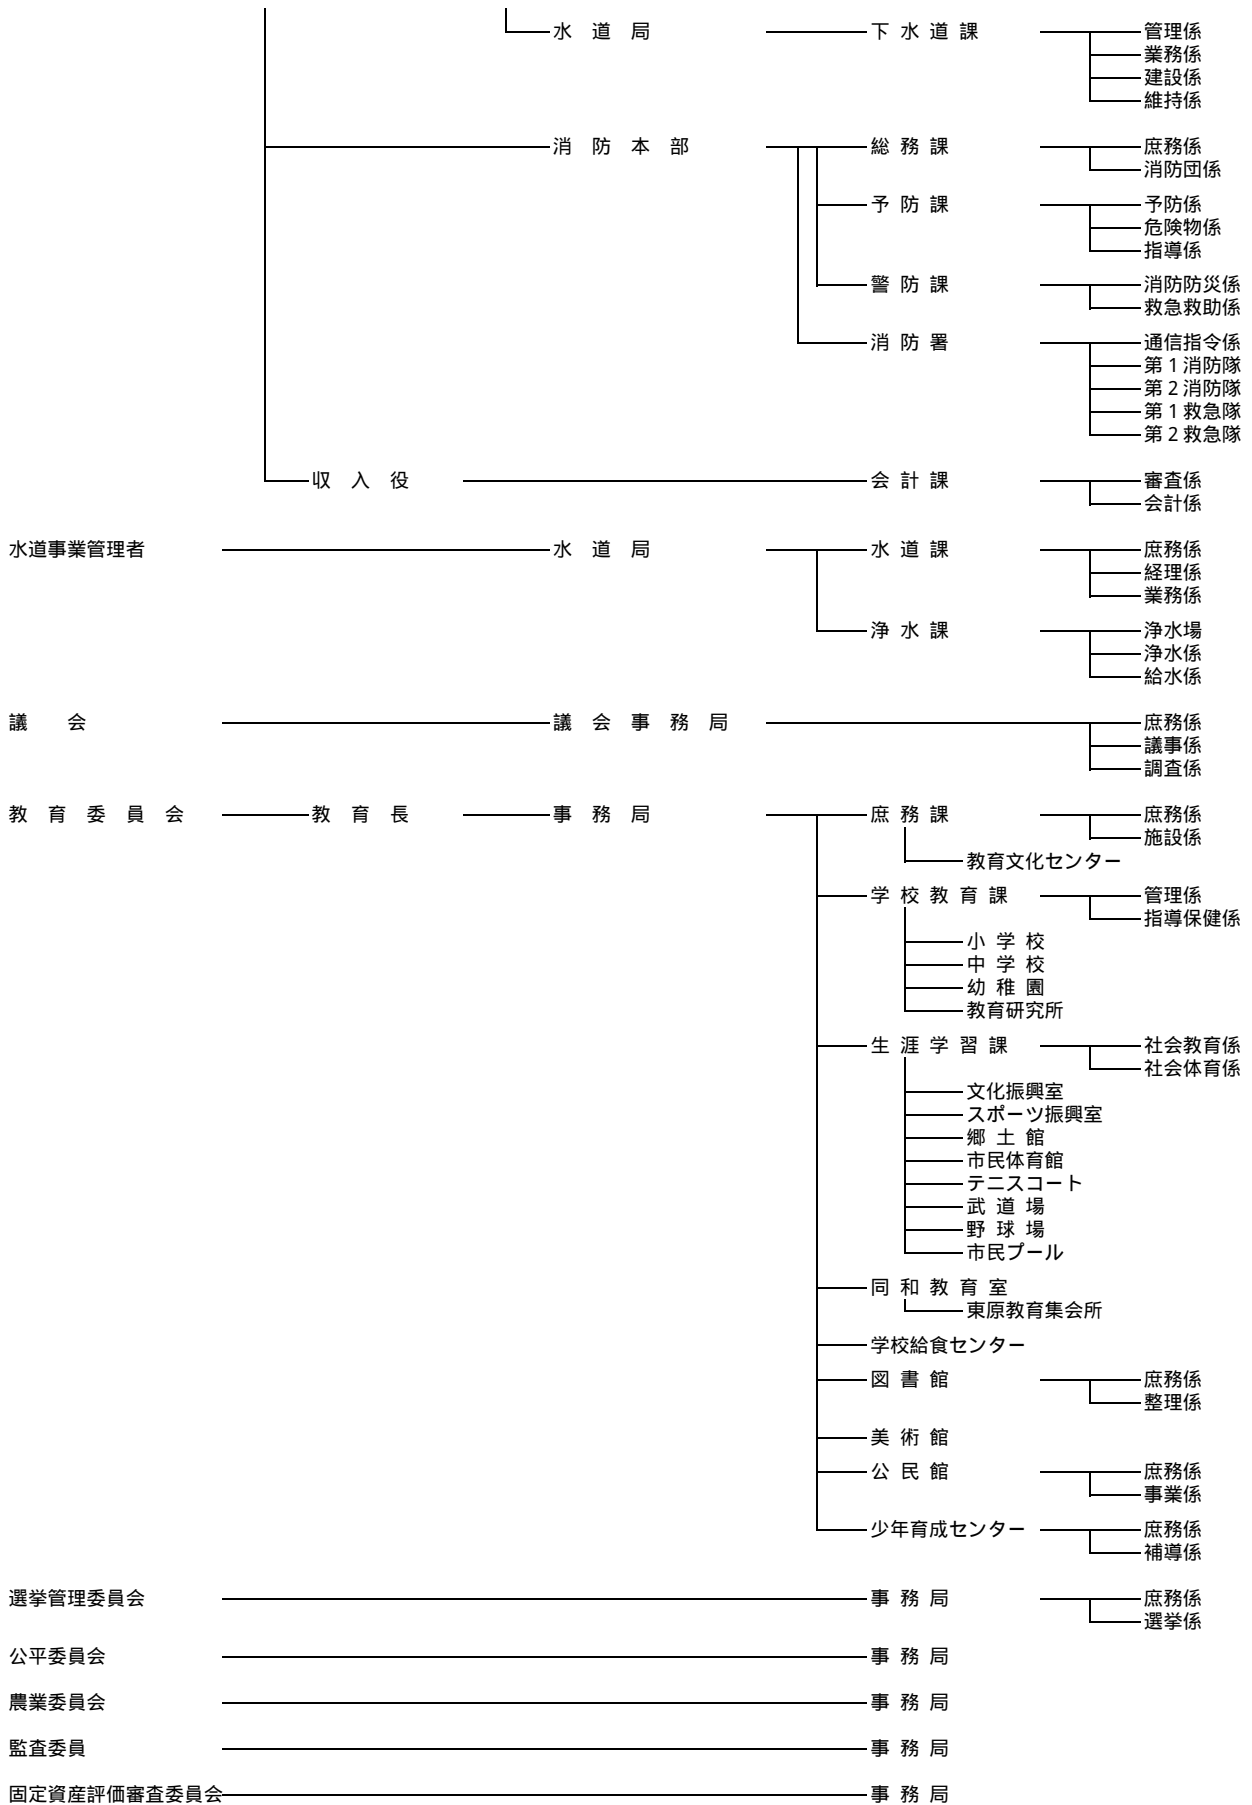 水道局 下水道課 管理係
業務係
建設係
維持係
消防本部 総務課 庶務係
消防団係
予防課 予防係
危険物係
指導係
警防課 消防防災係
救急救助係
消防署 通信指令係
第1消防隊
第2消防隊
第1救急隊
第2救急隊
収入役 会計課 審査係
会計係
水道事業管理者 水道局 水道課 庶務係
経理係
業務係
浄水課 浄水場
浄水係
給水係
議会 議会事務局 庶務係
議事係
調査係
教育委員会 教育長 事務局 庶務課 庶務係
施設係
教育文化センター
学校教育課 管理係
指導保健係
小学校
中学校
幼稚園
教育研究所
生涯学習課 社会教育係
社会体育係
文化振興室
スポーツ振興室
郷土館
市民体育館
テニスコート
武道場
野球場
市民プール
同和教育室
東原教育集会所
学校給食センター
図書館 庶務係
整理係
美術館
公民館 庶務係
事業係
少年育成センター 庶務係
補導係
選挙管理委員会 事務局 庶務係
選挙係
公平委員会 事務局
農業委員会 事務局
監査委員 事務局
固定資産評価審査委員会 事務局